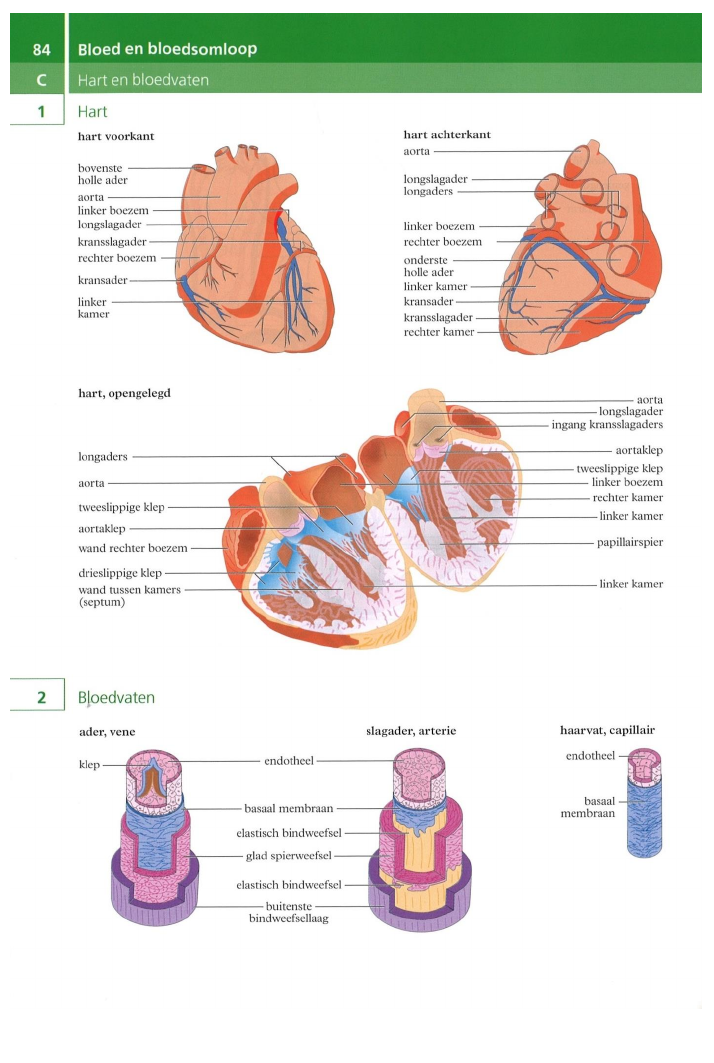 84 Bloed en bloedsomloop
C Hart en bloedvaten
1 Hart
hart voorkant
bovenste
holle ader
aorta
linker boezem
longslagader
kransslagader
rechter boezem
kransader
linker
kamer
hart achterkant
aorta
longslagader
longaders
linker boezem
rechter boezem
onderste
holle ader
linker kamer
kransader
kransslagader
rechter kamer
hart, opengelegd
longaders
aorta
tweeslippige klep
aortaklep
wand rechter boezem
drieslippige klep
wand tussen kamers
(septum)
aorta
longslagader
ingang kransslagaders
aortaklep
tweeslippige klep
linker boezem
rechter kamer
linker kamer
papillairspier
linker kamer
2 Bloedvaten
ader, vene
klep
slagader, arterie
endotheel
basaal membraan
elastisch bindweefsel
glad spierweefsel
elastisch bindweefsel
buitenste
bindweefsellaag
haarvat, capillair
endotheel
basaal
membraan